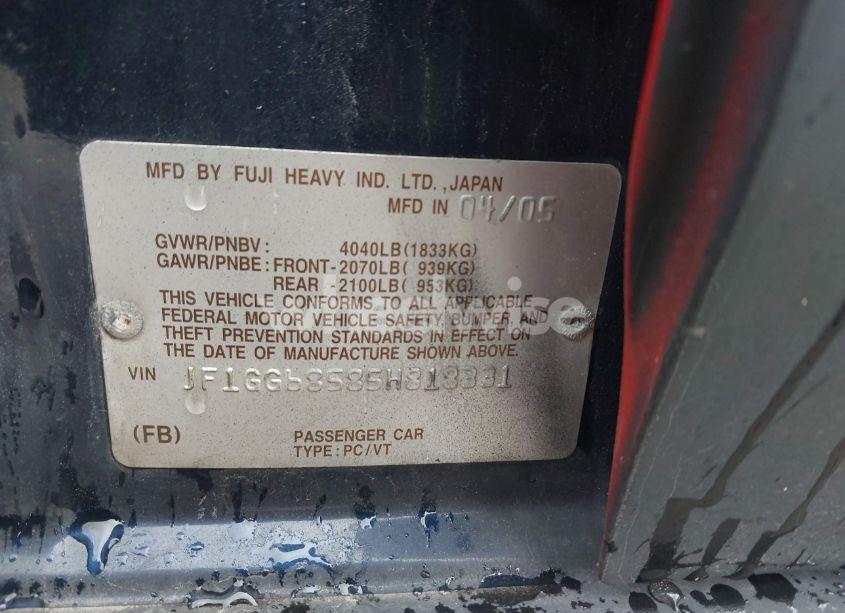 MFD BY FUJI HEAVY IND. LTD. ,JAPAN
MFD IN 04/05
GVWR/PNBV: 4040LB(1833KG)
GAWR/PNBE: FRONT-2070LB( 939KG)
REAR -2100LB( 953KG)
THIS VEHICLE CONFORMS TO ALL APPLICABLE
FEDERAL MOTOR VEHICLE SAFETY, BUMPER, AND
THEFT PREVENTION STANDARDS IN EFFECT ON
THE DATE OF MANUFACTURE SHOWN ABOVE.
VIN
(FB) PASSENGER CAR
TYPE: PC/VT